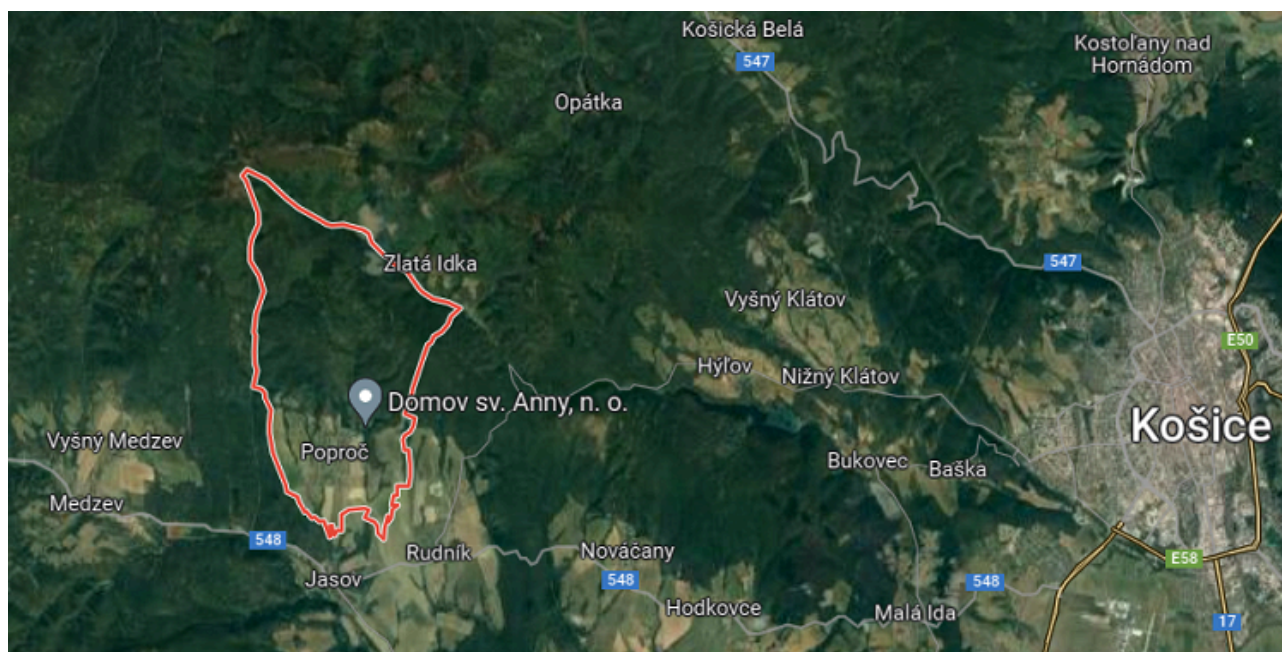 Košická Belá
547
Kostoľany nad
Hornádom
Opátka
Zlatá Idka
547
Vyšný Klátov
E50
Hýľov
Nižný Klátov
Domov sv. Anny, n. o.
Košice
Vyšný Medzev
Poproč
Bukovec
Baška
Medzev
548
Rudník
Nováčany
E58
Jasov
548
548
Hodkovce
Malá Ida
17